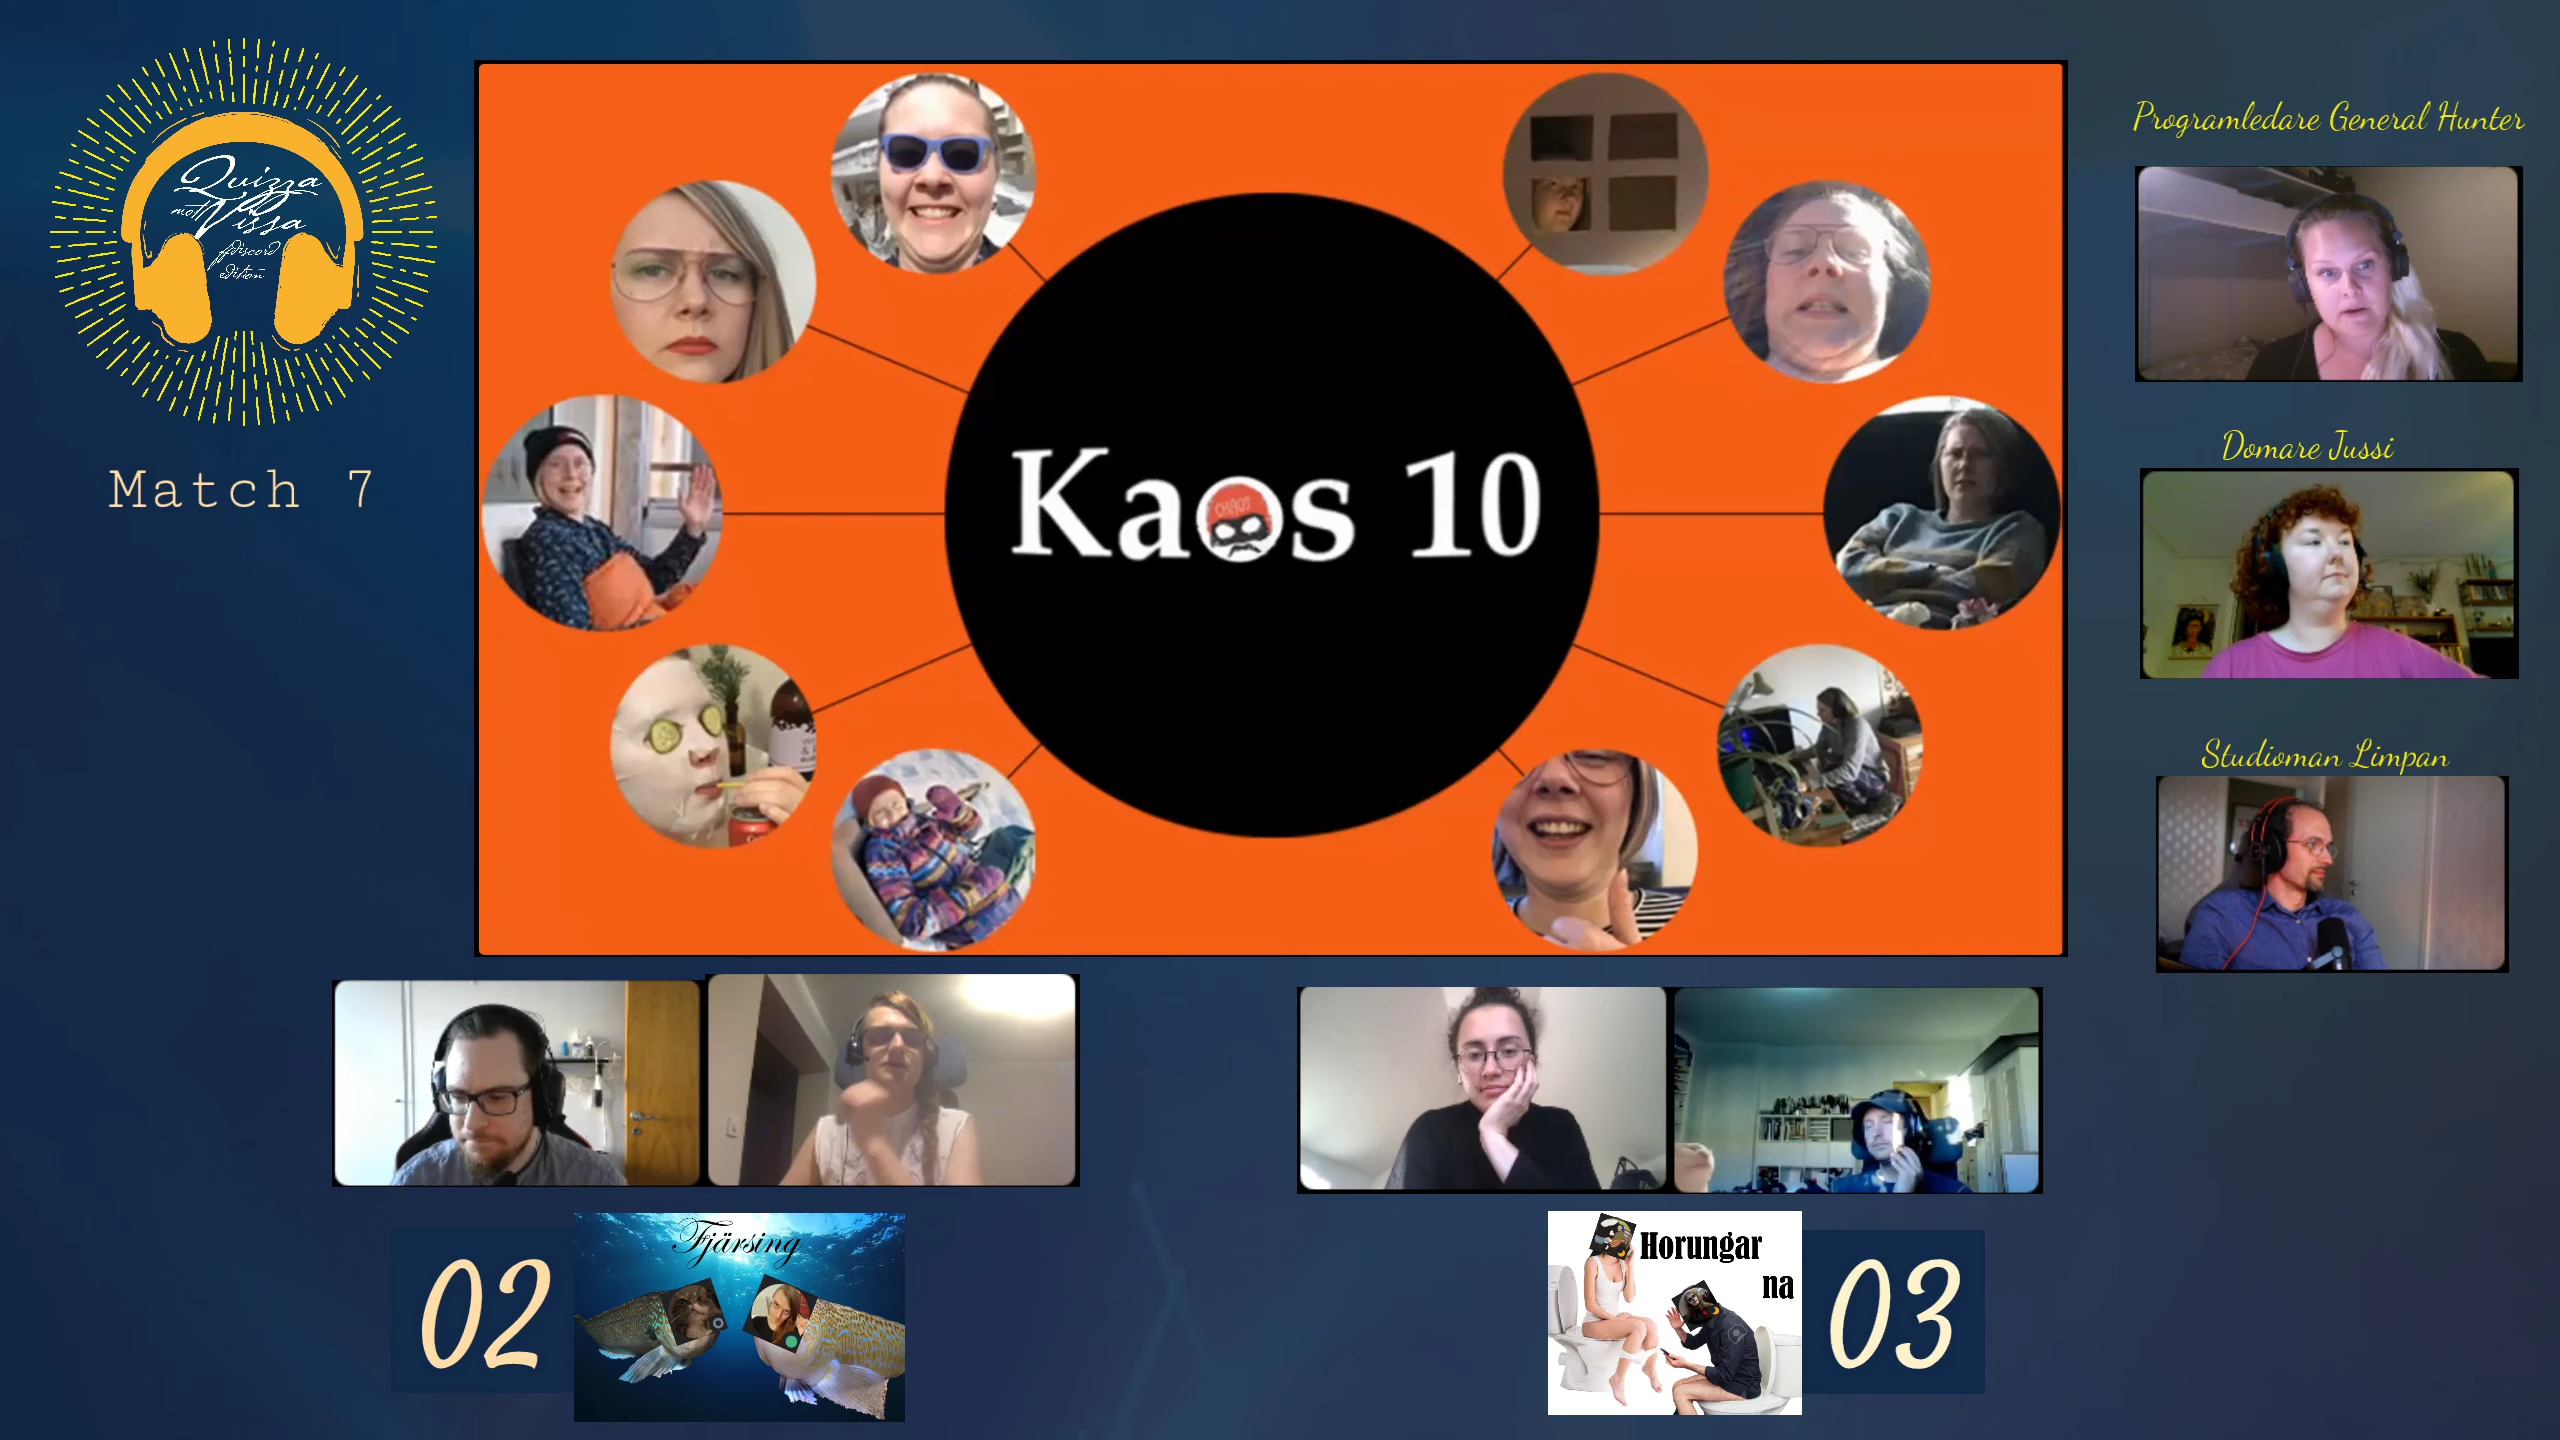 Quizza
mot Vissa
discord
edition
Match 7
Kaos 10
CHAOS
Programledare General Hunter
Domare Jussi
Studioman Limpan
02
Fjärsing
Horungar
na
03